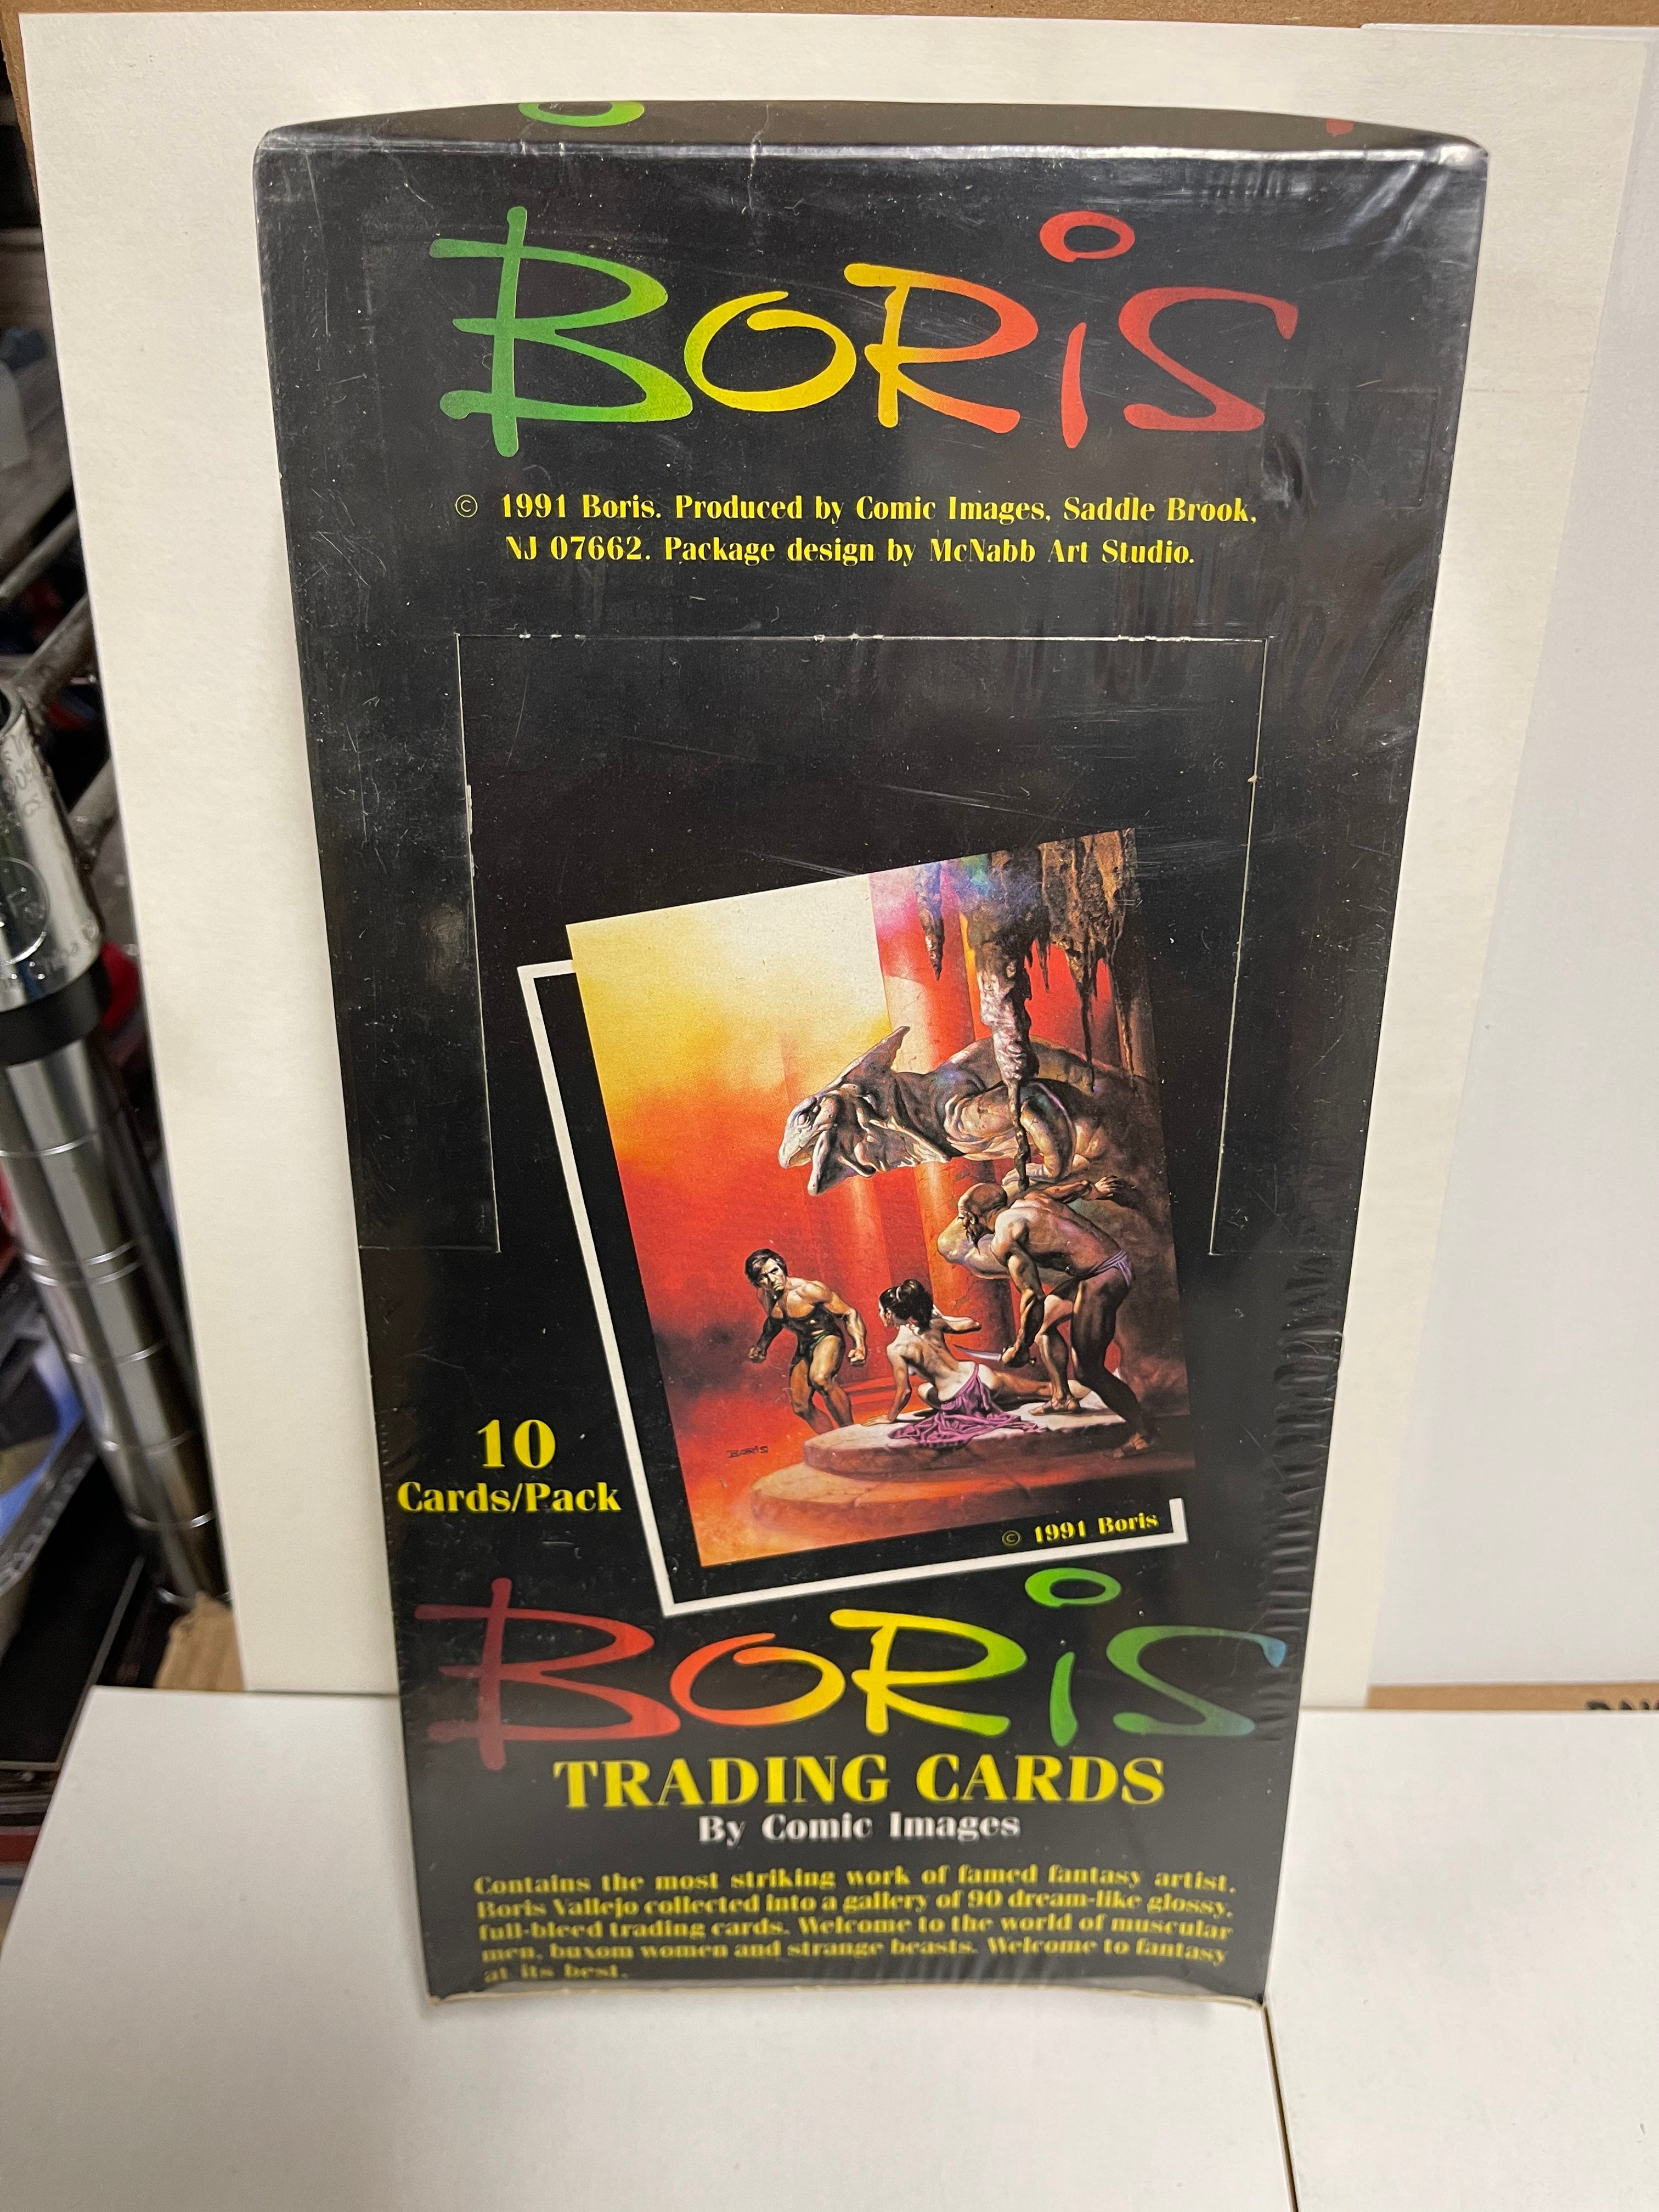 BORiS
© 1991 Boris. Produced by Comic Images, Saddle Brook,
NJ 07662. Package design by McNabb Art Studio.
BORIS
© 1991 Boris
10
Cards/Pack
BORiS
TRADING CARDS
By Comic Images
Contains the most striking work of famed fantasy artist,
Boris Vallejo collected into a gallery of 90 dream-like glossy,
full-bleed trading cards. Welcome to the world of muscular
men, buxom women and strange beasts. Welcome to fantasy
at its best.